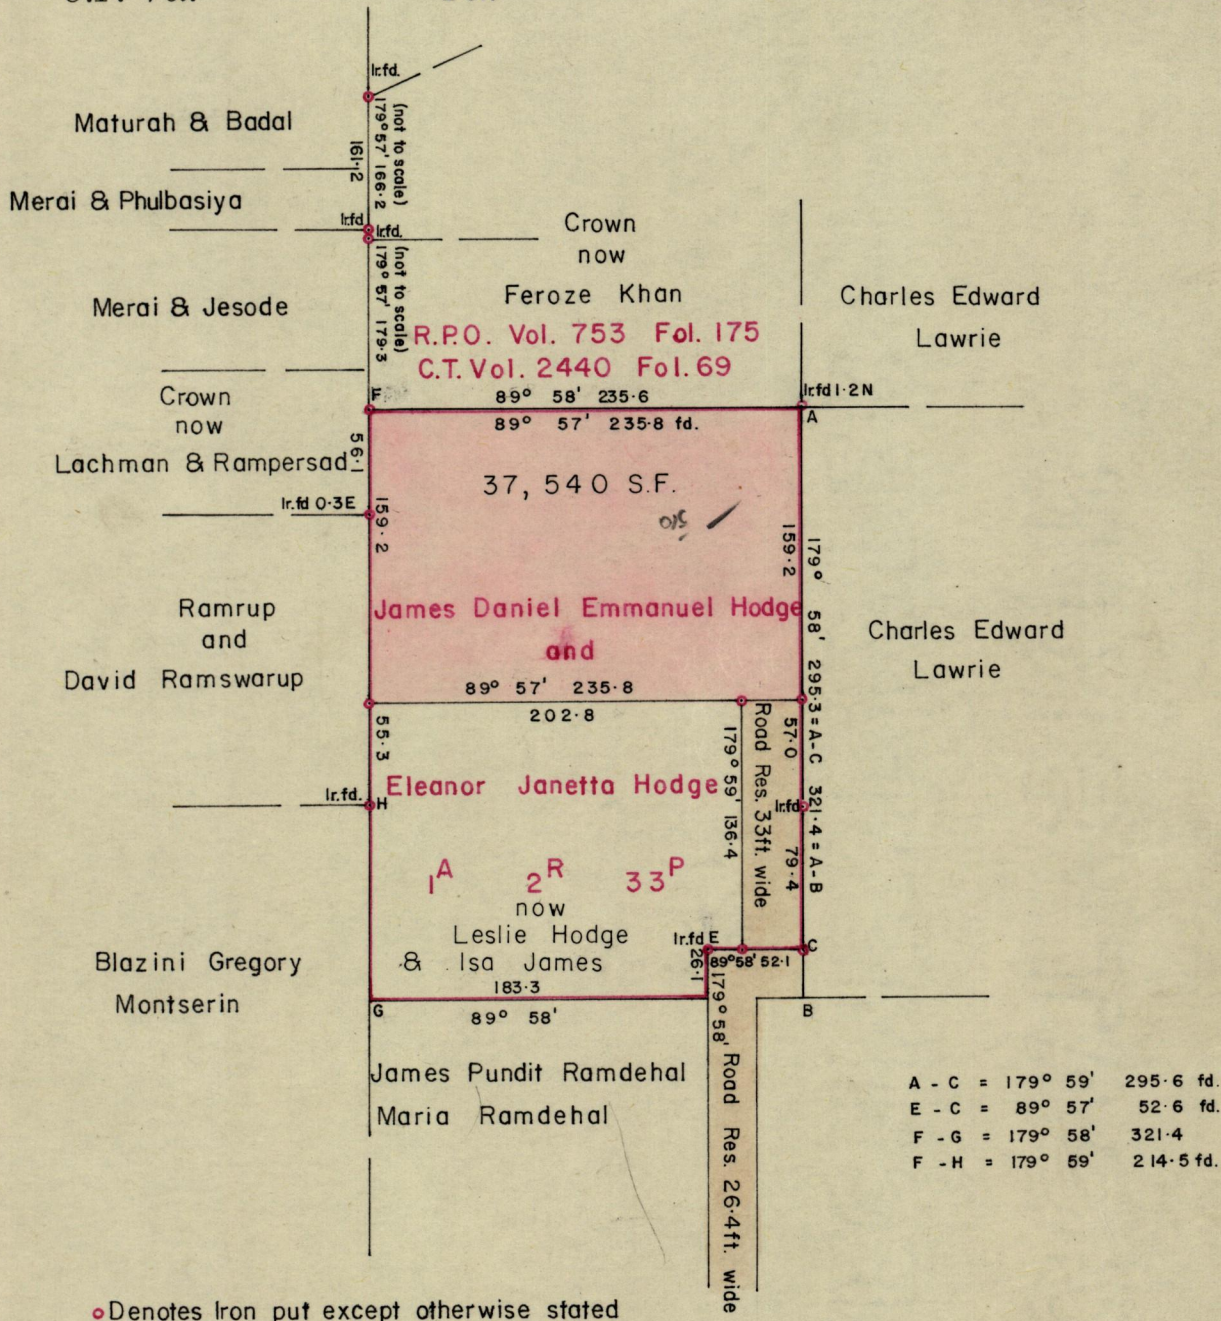 Ir.fd.
Maturah & Badal
161·2
179° 57' 166·2
(not to scale)
Merai & Phulbasiya
Ir.fd
Ir.fd.
Crown
now
Feroze Khan
R.P.O. Vol. 753 Fol. 175
C.T. Vol. 2440 Fol. 69
179° 57' 179·3
(not to scale)
Merai & Jesode
Charles Edward
Lawrie
Crown
now
Lachman & Rampersad
F
89° 58' 235·6
Ir.fd 1·2 N
A
89° 57' 235·8 fd.
56·1
37,540 S.F.
Ir.fd 0·3E
159·2
159·2
179° 58' 295·3 = A-C 321·4 = A-B
Ramrup
and
David Ramswarup
James Daniel Emmanuel Hodge
and
Charles Edward
Lawrie
89° 57' 235·8
202·8
55·3
179° 59' 136·4
Road Res. 33ft. wide
57·0
Eleanor Janetta Hodge
Ir.fd.
H
Ir.fd
79·4
1A 2R 33P
now
Leslie Hodge
& Isa James
Ir.fd E
C
26·1
89° 58' 52·1
Blazini Gregory
Montserin
183·3
G
89° 58'
B
179° 58'
Road Res. 26·4ft. wide
James Pundit Ramdehal
Maria Ramdehal
A - C = 179° 59' 295·6 fd.
E - C = 89° 57' 52·6 fd.
F - G = 179° 58' 321·4
F - H = 179° 59' 214·5 fd.
Denotes Iron put except otherwise stated